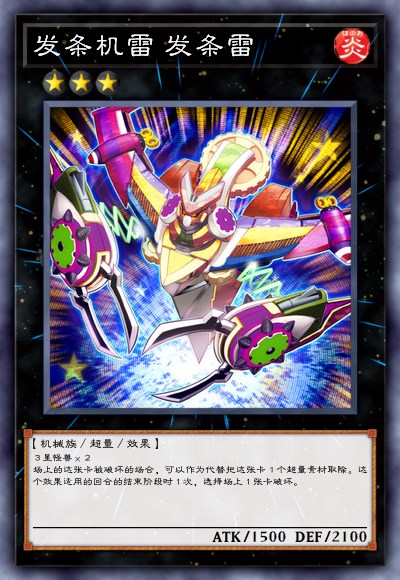 发条机雷 发条雷
ほのお
炎
【机械族／超量／效果】
３星怪兽×２
场上的这张卡被破坏的场合，可以作为代替把这张卡１个超量素材取除。这
个效果适用的回合的结束阶段时１次，选择场上１张卡破坏。
ATK/1500 DEF/2100